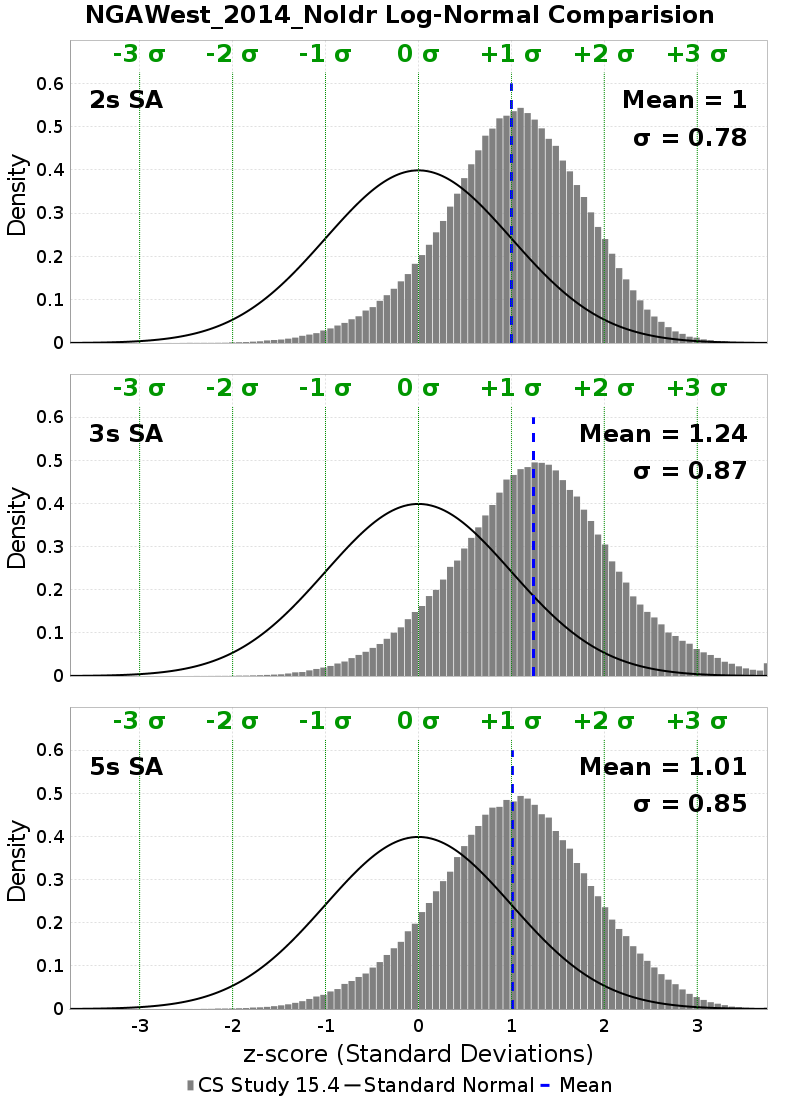 NGAWest_2014_NoIdr Log-Normal Comparision
-3 σ -2 σ -1 σ 0 σ +1 σ +2 σ +3 σ
2s SA
Mean = 1
σ = 0.78
0.6
0.5
0.4
0.3
0.2
0.1
0
Density
-3 σ -2 σ -1 σ 0 σ +1 σ +2 σ +3 σ
3s SA
Mean = 1.24
σ = 0.87
0.6
0.5
0.4
0.3
0.2
0.1
0
Density
-3 σ -2 σ -1 σ 0 σ +1 σ +2 σ +3 σ
5s SA
Mean = 1.01
σ = 0.85
0.6
0.5
0.4
0.3
0.2
0.1
0
Density
-3 -2 -1 0 1 2 3
z-score (Standard Deviations)
CS Study 15.4 Standard Normal Mean